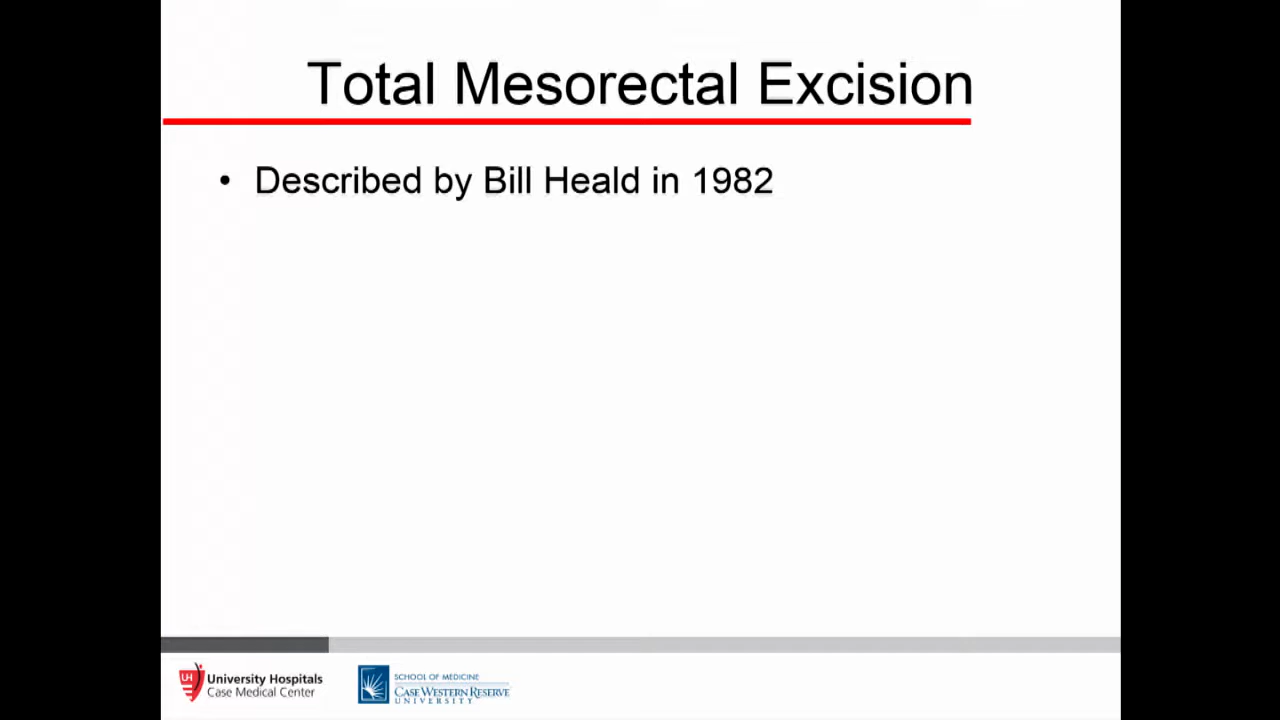 Total Mesorectal Excision
• Described by Bill Heald in 1982
UH
University Hospitals
Case Medical Center
SCHOOL OF MEDICINE
CASE WESTERN RESERVE
UNIVERSITY